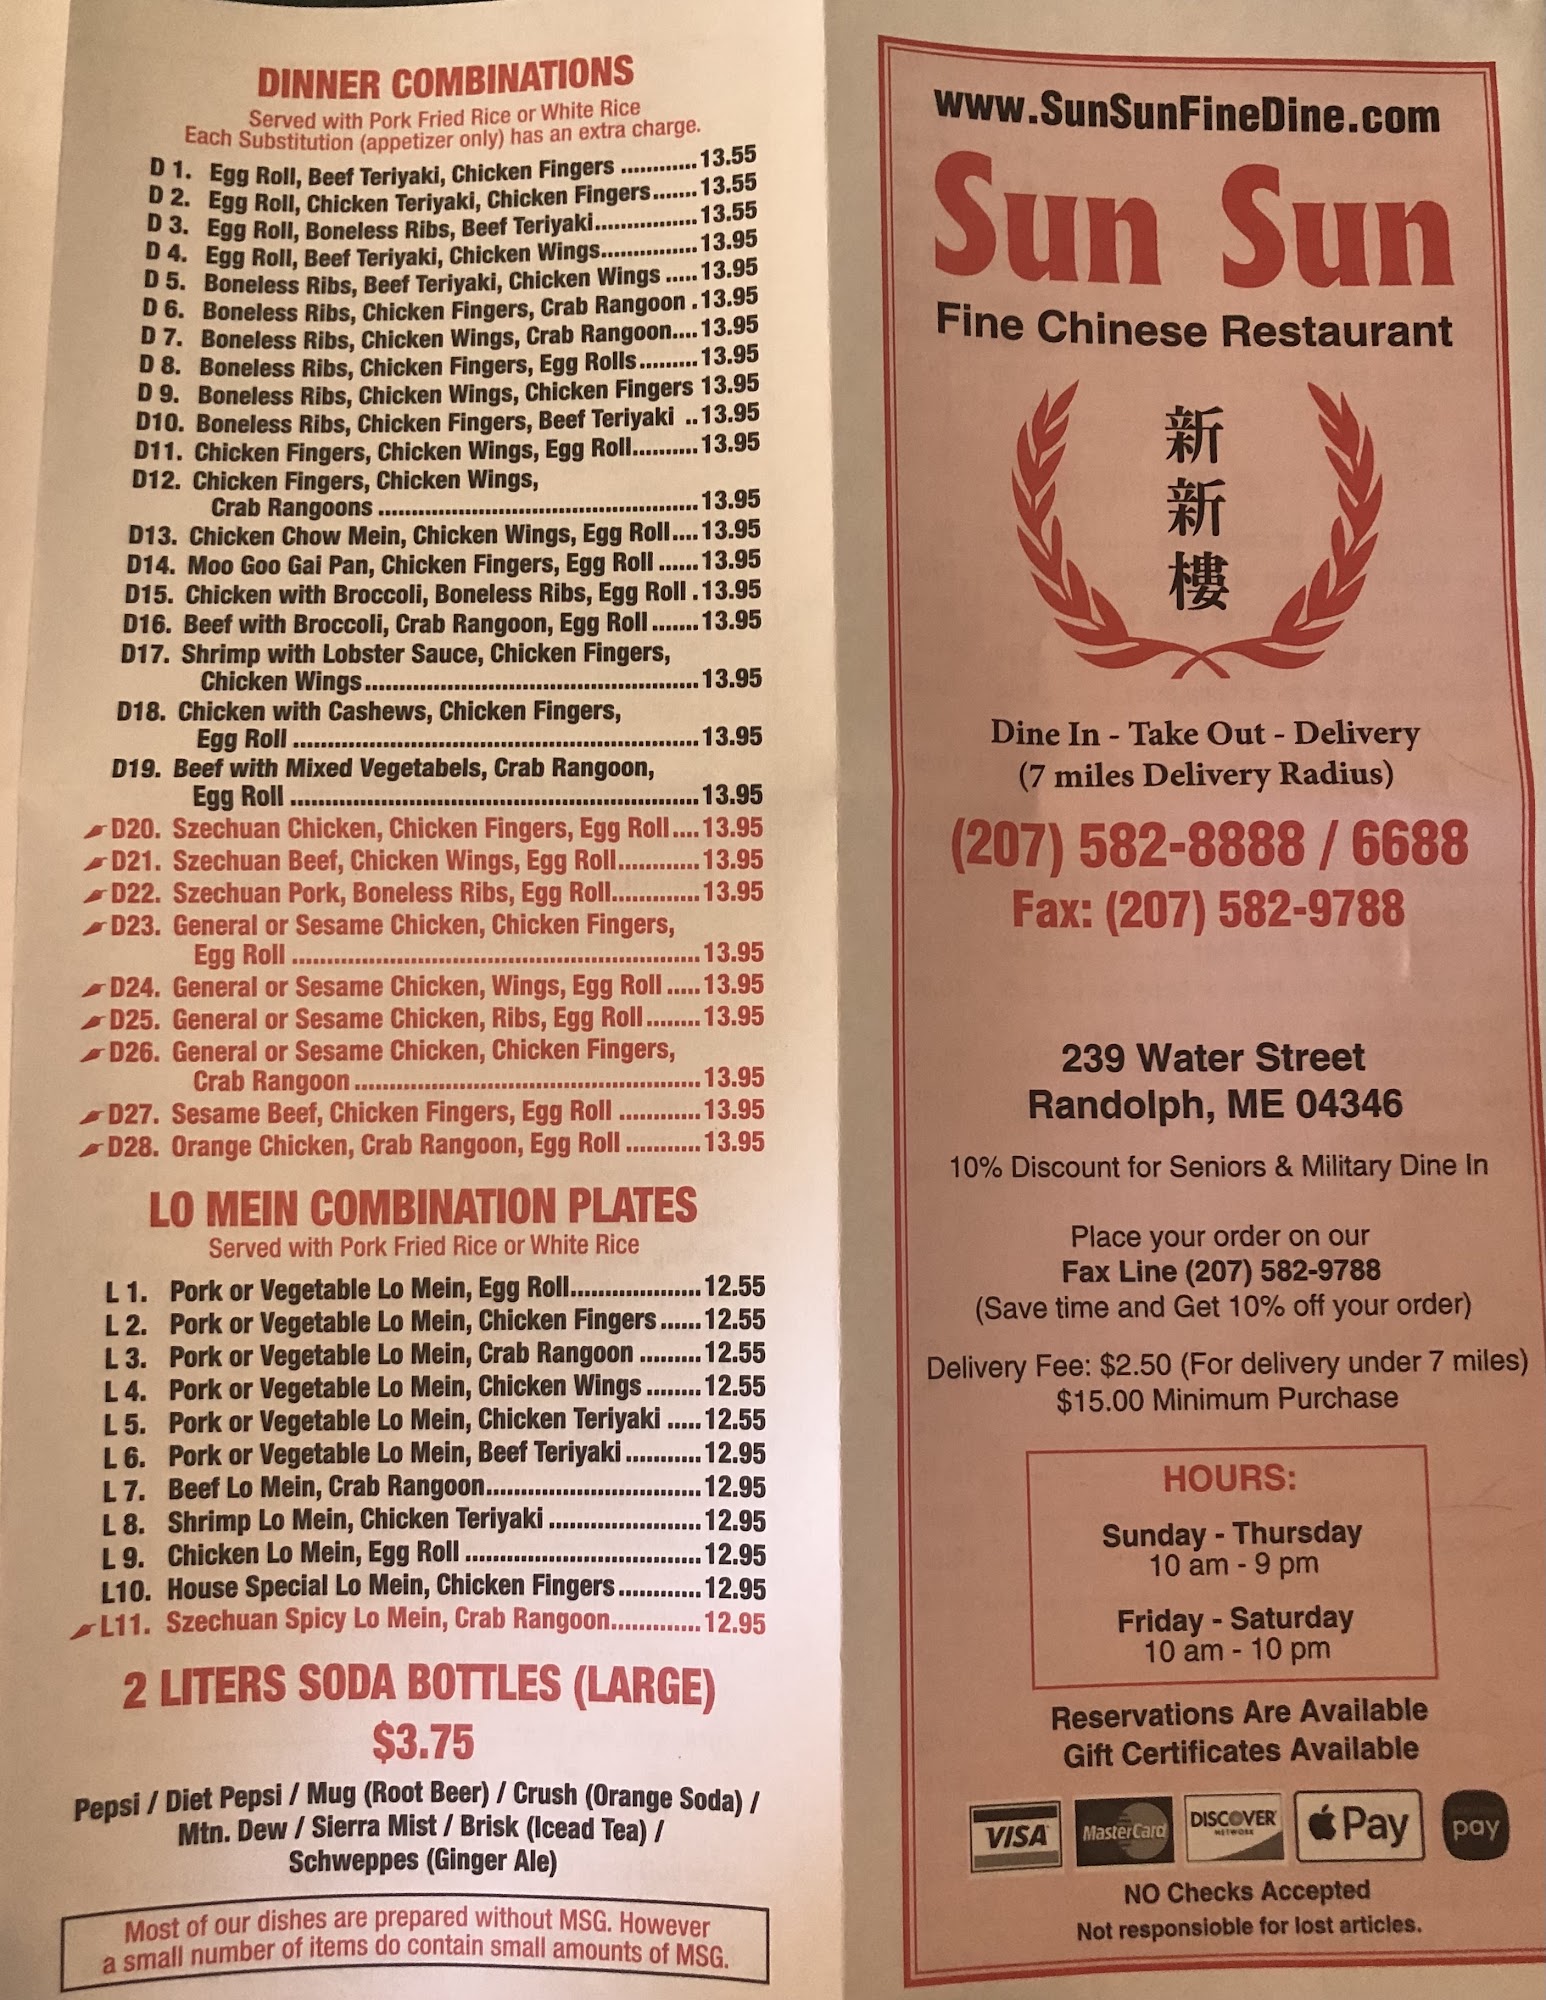 DINNER COMBINATIONS
Served with Pork Fried Rice or White Rice
Each Substitution (appetizer only) has an extra charge.
D 1. Egg Roll, Beef Teriyaki, Chicken Fingers ............13.55
D 2. Egg Roll, Chicken Teriyaki, Chicken Fingers.......13.55
D 3. Egg Roll, Boneless Ribs, Beef Teriyaki...............13.55
D 4. Egg Roll, Beef Teriyaki, Chicken Wings..............13.95
D 5. Boneless Ribs, Beef Teriyaki, Chicken Wings .....13.95
D 6. Boneless Ribs, Chicken Fingers, Crab Rangoon .13.95
D 7. Boneless Ribs, Chicken Wings, Crab Rangoon....13.95
D 8. Boneless Ribs, Chicken Fingers, Egg Rolls.........13.95
D 9. Boneless Ribs, Chicken Wings, Chicken Fingers 13.95
D10. Boneless Ribs, Chicken Fingers, Beef Teriyaki ..13.95
D11. Chicken Fingers, Chicken Wings, Egg Roll..........13.95
D12. Chicken Fingers, Chicken Wings,
Crab Rangoons ...............................................13.95
D13. Chicken Chow Mein, Chicken Wings, Egg Roll....13.95
D14. Moo Goo Gai Pan, Chicken Fingers, Egg Roll ......13.95
D15. Chicken with Broccoli, Boneless Ribs, Egg Roll .13.95
D16. Beef with Broccoli, Crab Rangoon, Egg Roll .......13.95
D17. Shrimp with Lobster Sauce, Chicken Fingers,
Chicken Wings.................................................13.95
D18. Chicken with Cashews, Chicken Fingers,
Egg Roll ...........................................................13.95
D19. Beef with Mixed Vegetabels, Crab Rangoon,
Egg Roll ...........................................................13.95
D20. Szechuan Chicken, Chicken Fingers, Egg Roll....13.95
D21. Szechuan Beef, Chicken Wings, Egg Roll............13.95
D22. Szechuan Pork, Boneless Ribs, Egg Roll.............13.95
D23. General or Sesame Chicken, Chicken Fingers,
Egg Roll ...........................................................13.95
D24. General or Sesame Chicken, Wings, Egg Roll .....13.95
D25. General or Sesame Chicken, Ribs, Egg Roll........13.95
D26. General or Sesame Chicken, Chicken Fingers,
Crab Rangoon ..................................................13.95
D27. Sesame Beef, Chicken Fingers, Egg Roll ............13.95
D28. Orange Chicken, Crab Rangoon, Egg Roll ...........13.95
LO MEIN COMBINATION PLATES
Served with Pork Fried Rice or White Rice
L 1. Pork or Vegetable Lo Mein, Egg Roll...................12.55
L 2. Pork or Vegetable Lo Mein, Chicken Fingers......12.55
L 3. Pork or Vegetable Lo Mein, Crab Rangoon .........12.55
L 4. Pork or Vegetable Lo Mein, Chicken Wings ........12.55
L 5. Pork or Vegetable Lo Mein, Chicken Teriyaki .....12.55
L 6. Pork or Vegetable Lo Mein, Beef Teriyaki...........12.95
L 7. Beef Lo Mein, Crab Rangoon...............................12.95
L 8. Shrimp Lo Mein, Chicken Teriyaki ......................12.95
L 9. Chicken Lo Mein, Egg Roll ..................................12.95
L10. House Special Lo Mein, Chicken Fingers............12.95
L11. Szechuan Spicy Lo Mein, Crab Rangoon.............12.95
2 LITERS SODA BOTTLES (LARGE)
$3.75
Pepsi / Diet Pepsi / Mug (Root Beer) / Crush (Orange Soda) /
Mtn. Dew / Sierra Mist / Brisk (Icead Tea) /
Schweppes (Ginger Ale)
Most of our dishes are prepared without MSG. However
a small number of items do contain small amounts of MSG.
www.SunSunFineDine.com
Sun Sun
Fine Chinese Restaurant
新
新
樓
Dine In - Take Out - Delivery
(7 miles Delivery Radius)
(207) 582-8888 / 6688
Fax: (207) 582-9788
239 Water Street
Randolph, ME 04346
10% Discount for Seniors & Military Dine In
Place your order on our
Fax Line (207) 582-9788
(Save time and Get 10% off your order)
Delivery Fee: $2.50 (For delivery under 7 miles)
$15.00 Minimum Purchase
HOURS:
Sunday - Thursday
10 am - 9 pm
Friday - Saturday
10 am - 10 pm
Reservations Are Available
Gift Certificates Available
VISA MasterCard DISCOVER NETWORK Pay pay
NO Checks Accepted
Not responsioble for lost articles.